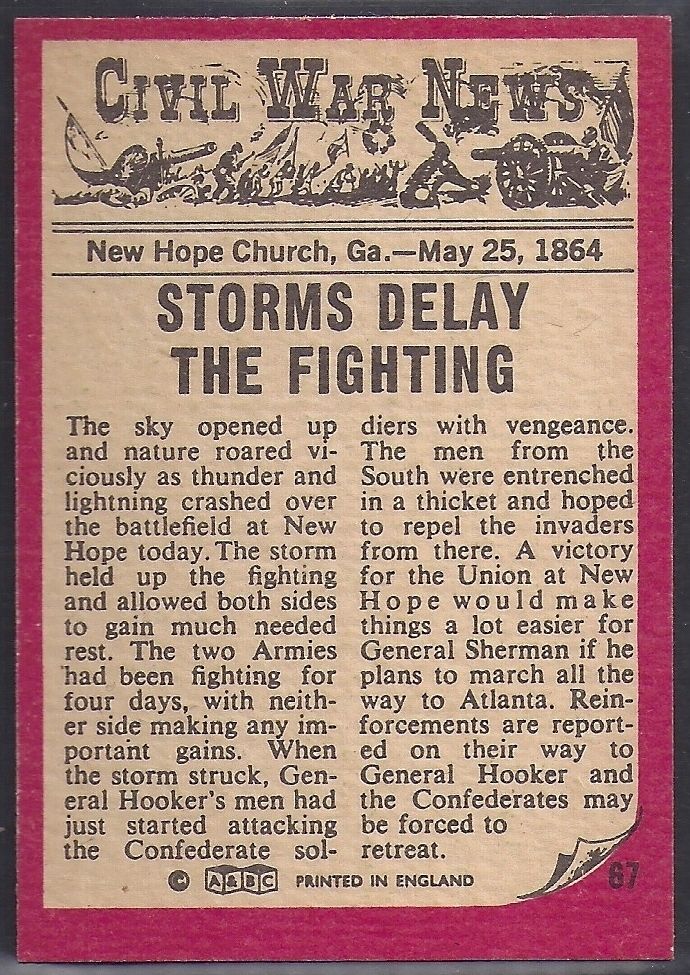 CIVIL WAR NEWS
New Hope Church, Ga.—May 25, 1864
STORMS DELAY
THE FIGHTING
The sky opened up
and nature roared vi-
ciously as thunder and
lightning crashed over
the battlefield at New
Hope today. The storm
held up the fighting
and allowed both sides
to gain much needed
rest. The two Armies
had been fighting for
four days, with neith-
er side making any im-
portant gains. When
the storm struck, Gen-
eral Hooker's men had
just started attacking
the Confederate sol-
diers with vengeance.
The men from the
South were entrenched
in a thicket and hoped
to repel the invaders
from there. A victory
for the Union at New
Hope would make
things a lot easier for
General Sherman if he
plans to march all the
way to Atlanta. Rein-
forcements are report-
ed on their way to
General Hooker and
the Confederates may
be forced to
retreat.
© A&BC PRINTED IN ENGLAND
67